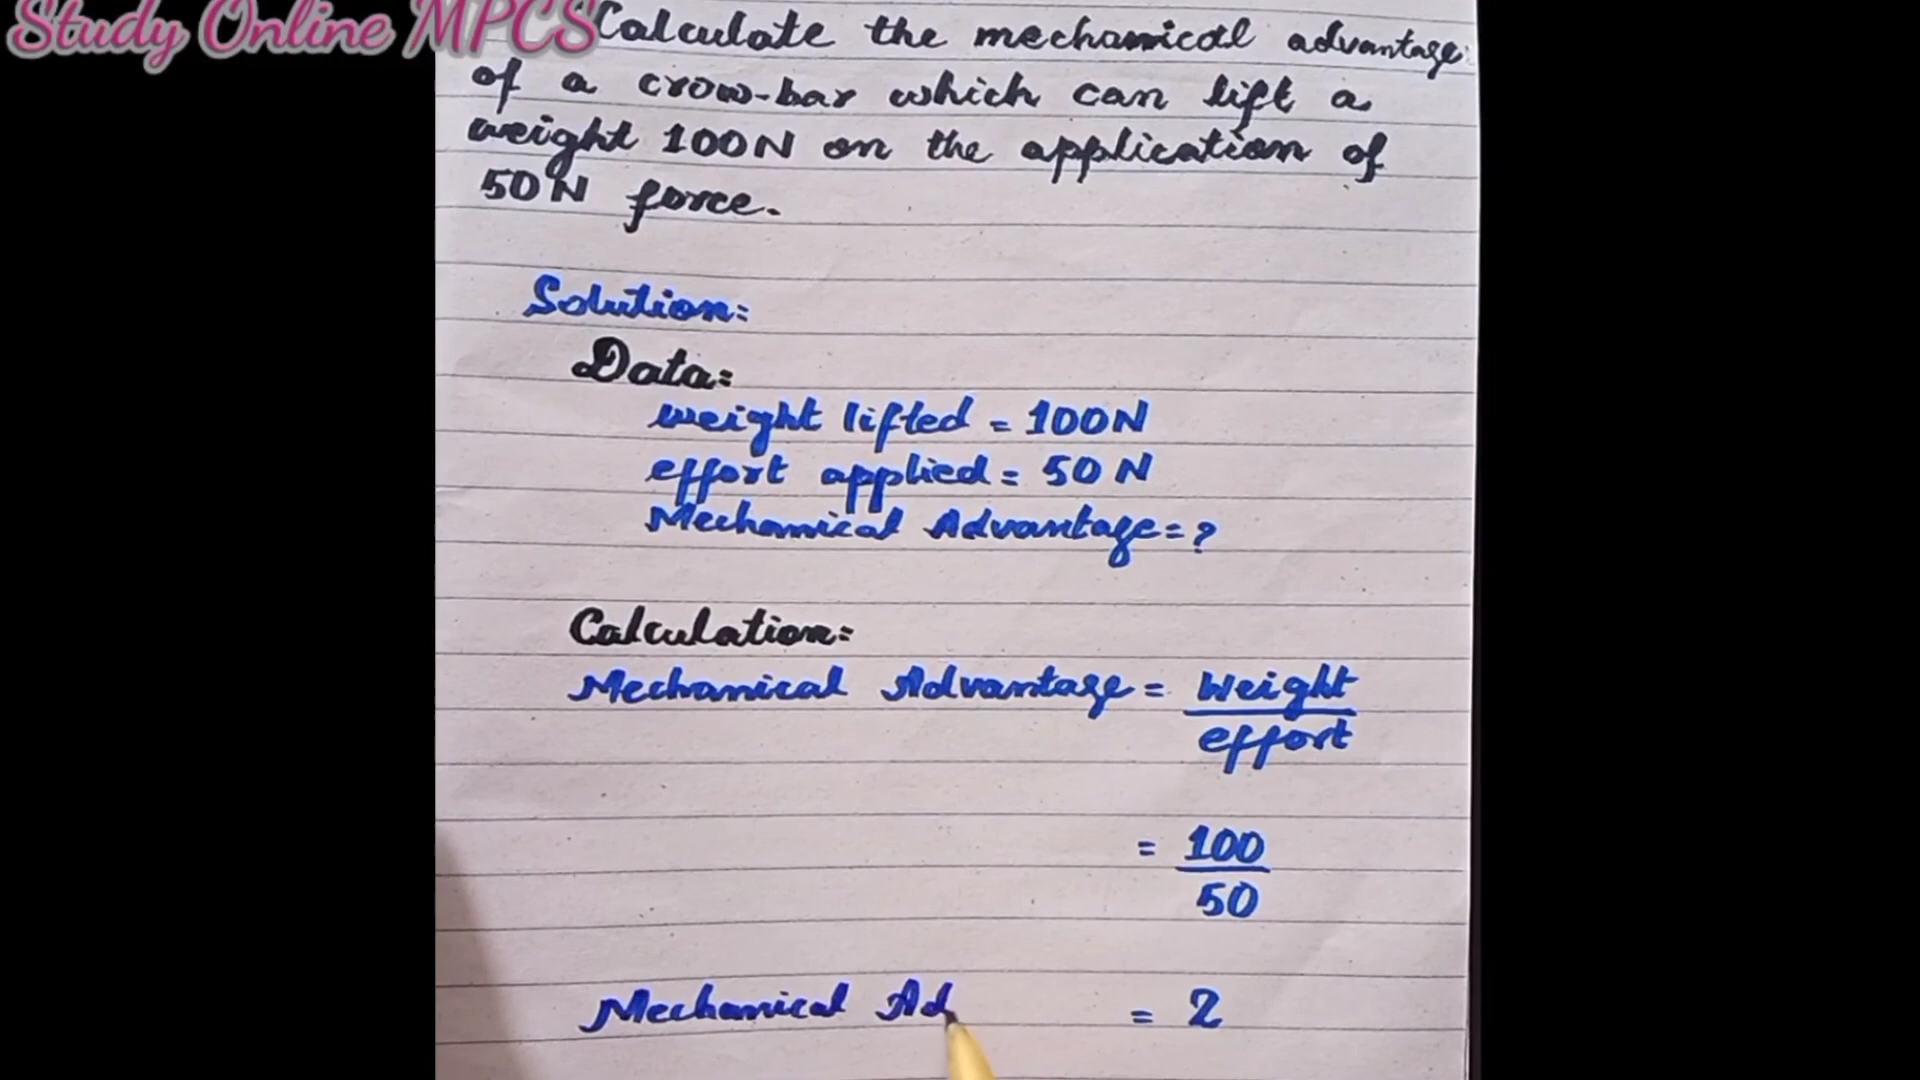 Study Online MPCS
Calculate the mechanical advantage
of a crow-bar which can lift a
weight 100N on the application of
50N force.
Solution:
Data:
weight lifted = 100N
effort applied = 50 N
Mechanical Advantage = ?
Calculation:
Mechanical Advantage = Weight
effort
= 100
50
Mechanical Ad = 2